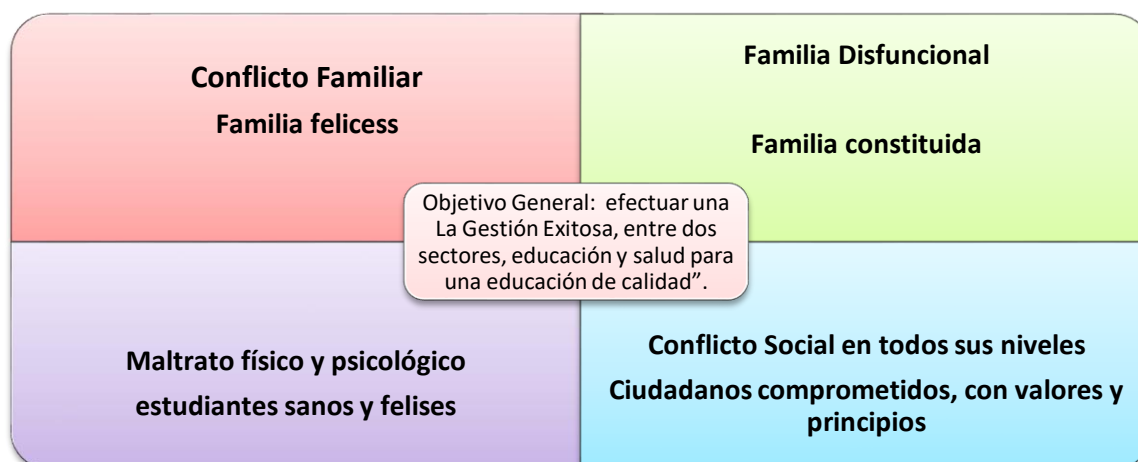 Conflicto Familiar
Familia felicess
Familia Disfuncional
Familia constituida
Objetivo General:  efectuar una
La Gestión Exitosa, entre dos
sectores, educación y salud para
una educación de calidad”.
Maltrato físico y psicológico
estudiantes sanos y felises
Conflicto Social en todos sus niveles
Ciudadanos comprometidos, con valores y
principios